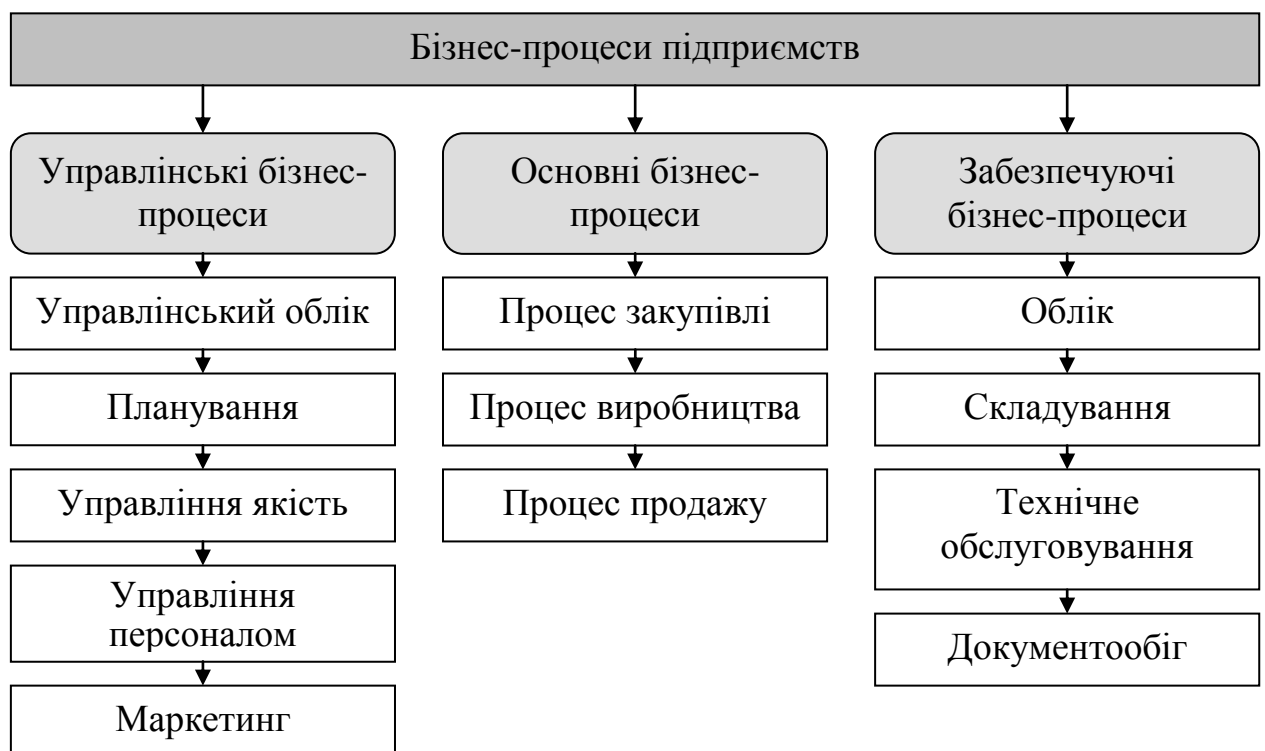 Бізнес-процеси підприємств
Управлінські бізнес-
процеси
Управлінський облік
Планування
Управління якість
Управління
персоналом
Маркетинг
Основні бізнес-
процеси
Процес закупівлі
Процес виробництва
Процес продажу
Забезпечуючі
бізнес-процеси
Облік
Складування
Технічне
обслуговування
Документообіг